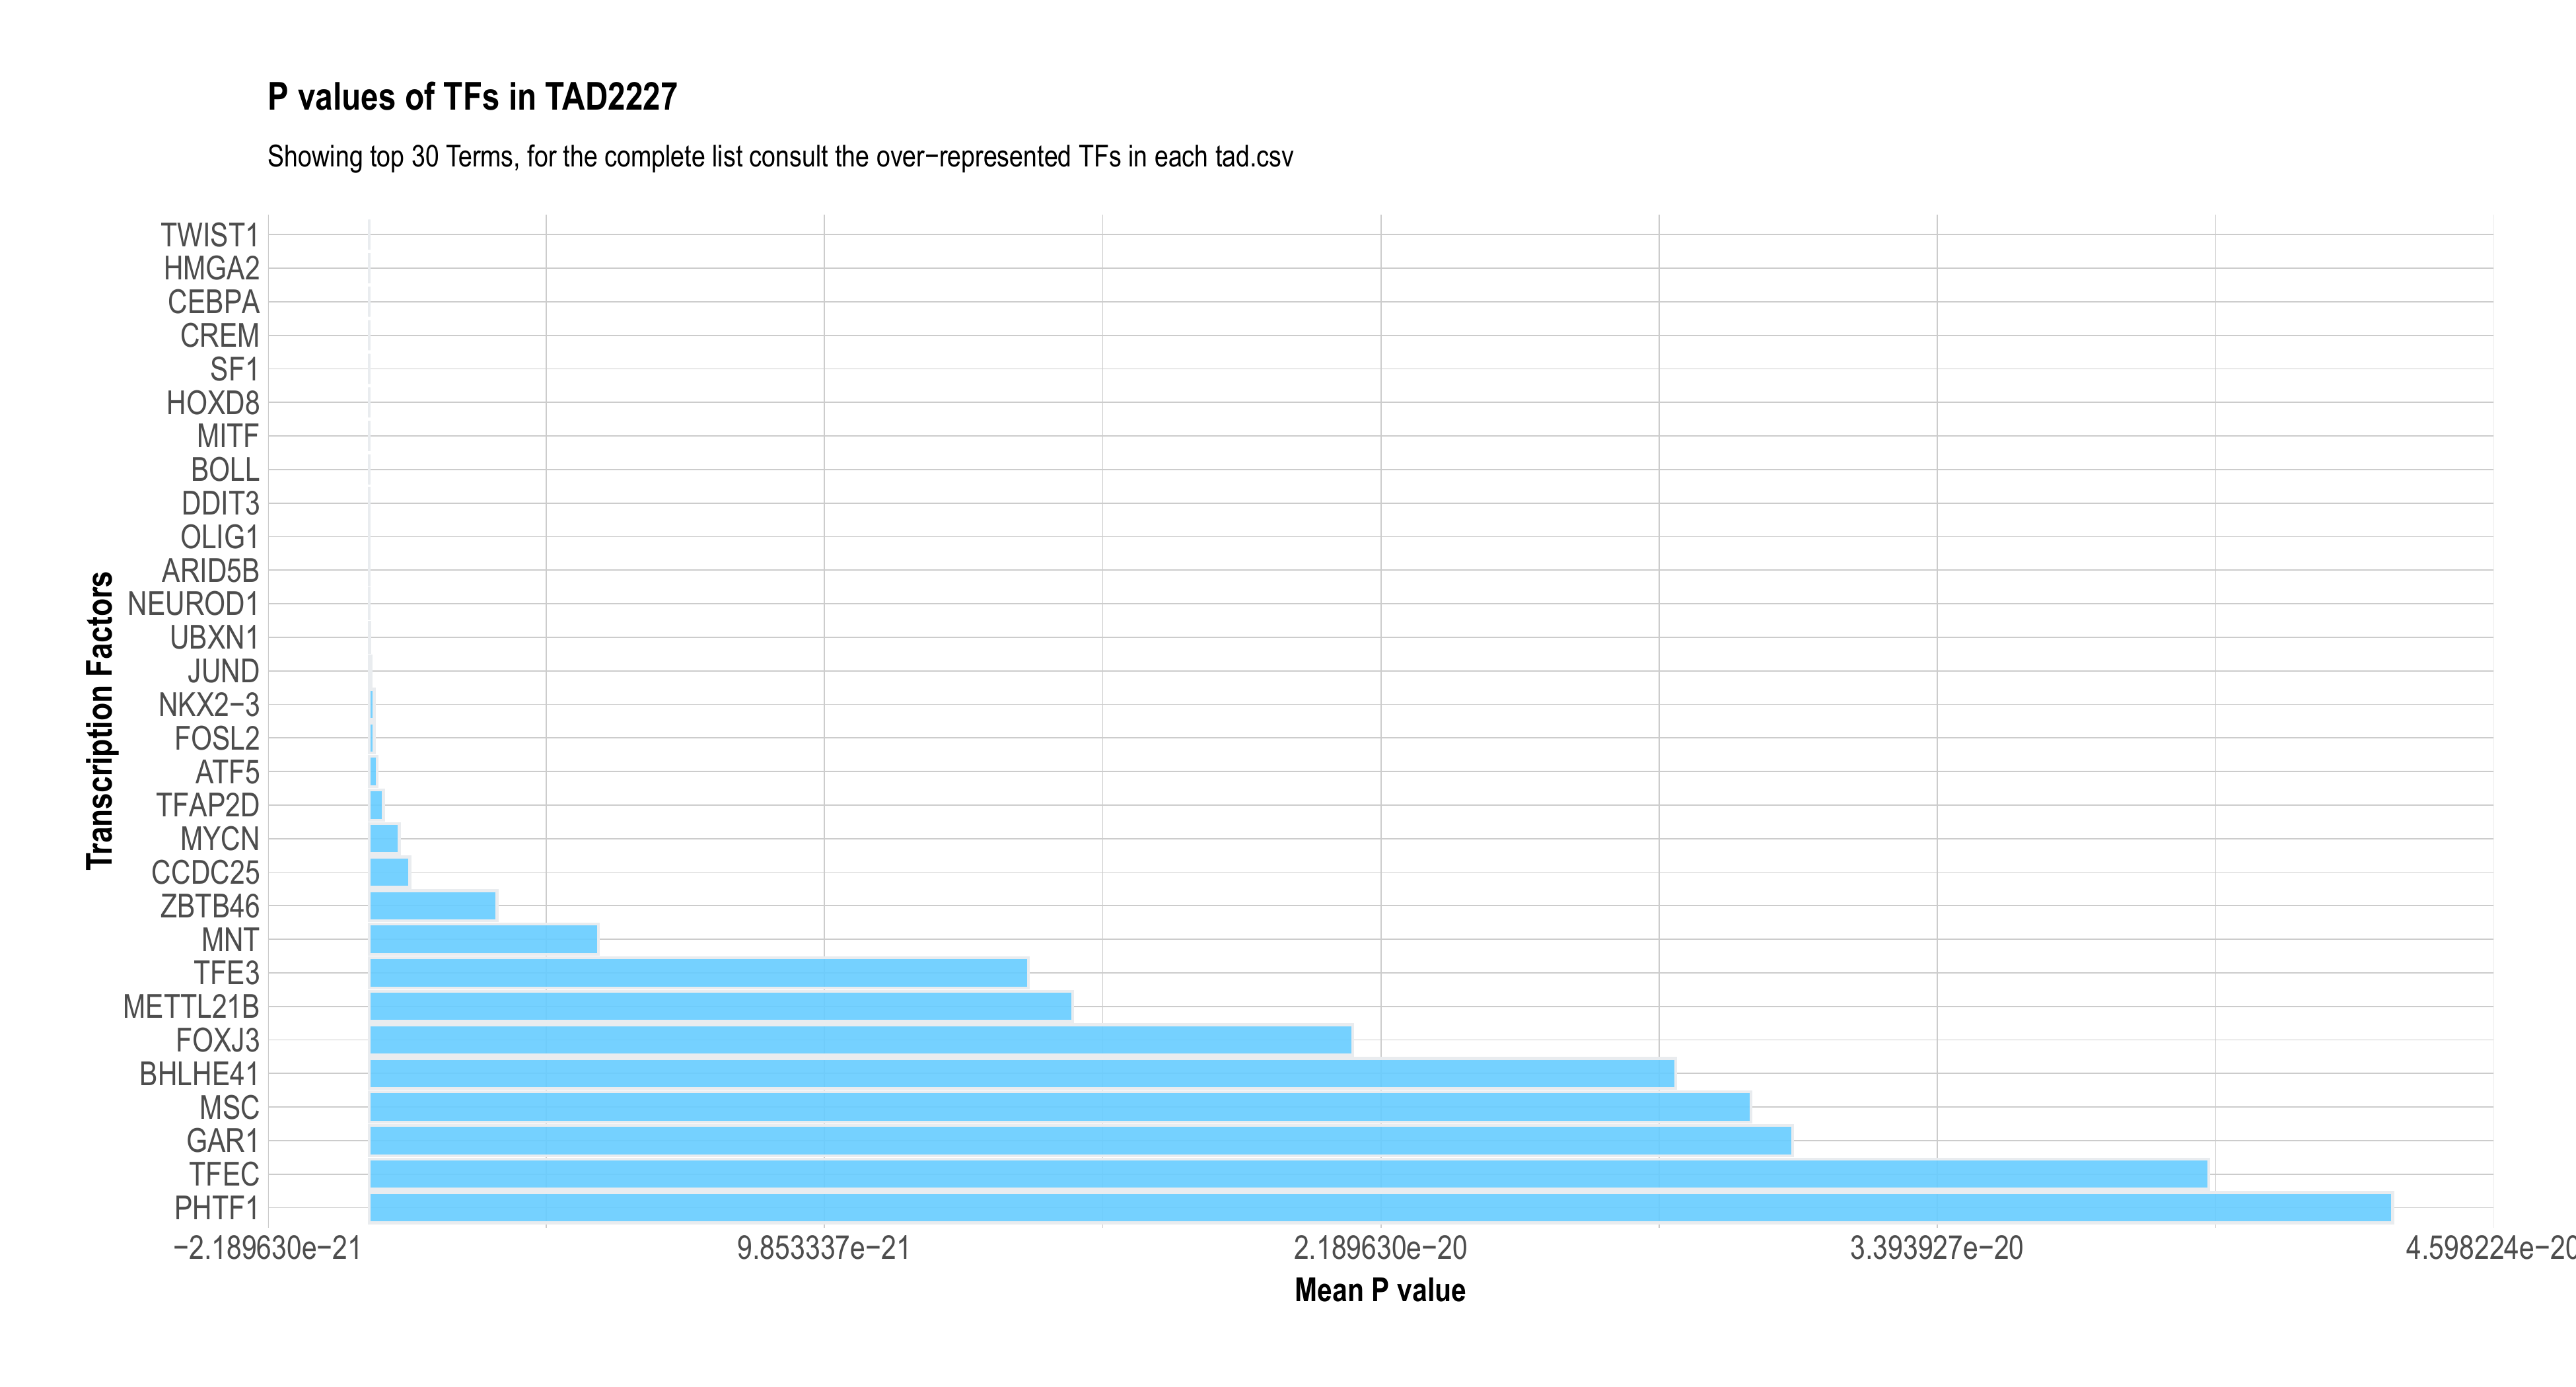 P values of TFs in TAD2227
Showing top 30 Terms, for the complete list consult the over−represented TFs in each tad.csv
Transcription Factors
TWIST1
HMGA2
CEBPA
CREM
SF1
HOXD8
MITF
BOLL
DDIT3
OLIG1
ARID5B
NEUROD1
UBXN1
JUND
NKX2−3
FOSL2
ATF5
TFAP2D
MYCN
CCDC25
ZBTB46
MNT
TFE3
METTL21B
FOXJ3
BHLHE41
MSC
GAR1
TFEC
PHTF1
−2.189630e−21 9.853337e−21 2.189630e−20 3.393927e−20 4.598224e−20
Mean P value